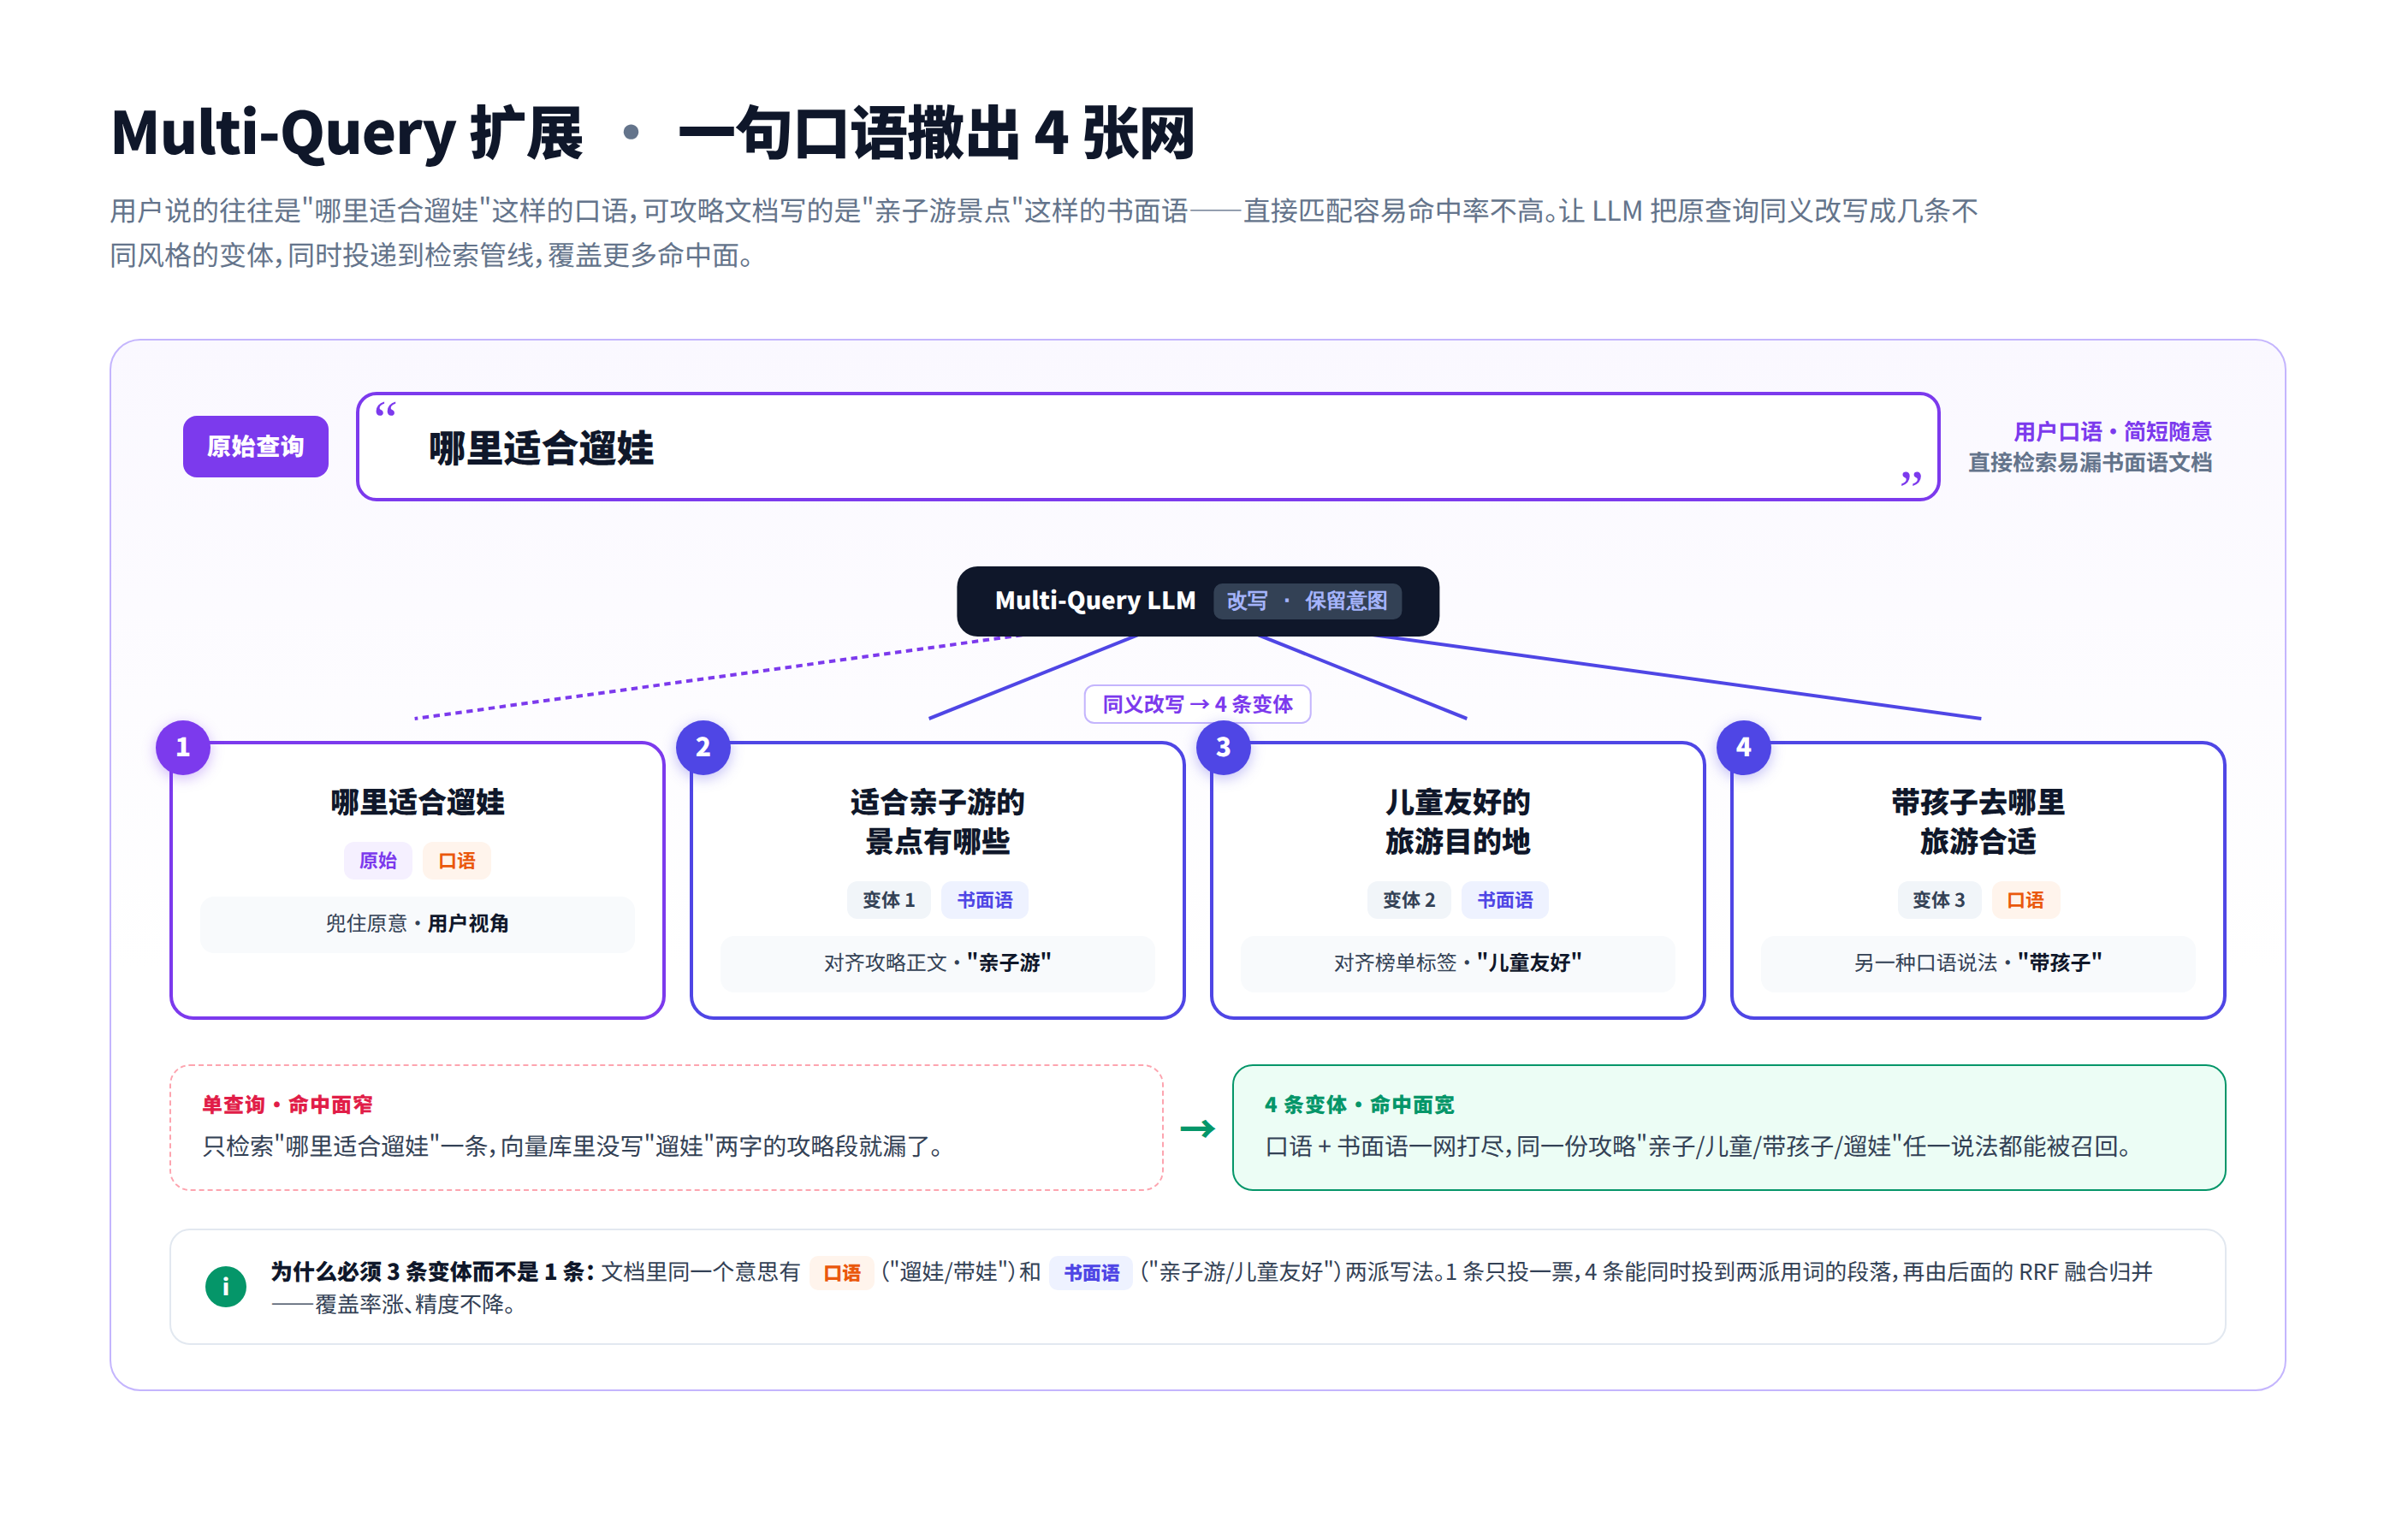 Multi-Query 扩展 · 一句口语撒出 4 张网
用户说的往往是"哪里适合遛娃"这样的口语，可攻略文档写的是"亲子游景点"这样的书面语——直接匹配容易命中率不高。让 LLM 把原查询同义改写成几条不
同风格的变体，同时投递到检索管线，覆盖更多命中面。
原始查询
“
哪里适合遛娃
”
用户口语·简短随意
直接检索易漏书面语文档
Multi-Query LLM 改写 · 保留意图
同义改写 → 4 条变体
1
哪里适合遛娃
原始 口语
兜住原意·用户视角
2
适合亲子游的
景点有哪些
变体 1 书面语
对齐攻略正文·"亲子游"
3
儿童友好的
旅游目的地
变体 2 书面语
对齐榜单标签·"儿童友好"
4
带孩子去哪里
旅游合适
变体 3 口语
另一种口语说法·"带孩子"
单查询·命中面窄
只检索"哪里适合遛娃"一条，向量库里没写"遛娃"两字的攻略段就漏了。
→
4 条变体·命中面宽
口语 + 书面语一网打尽，同一份攻略"亲子/儿童/带孩子/遛娃"任一说法都能被召回。
i
为什么必须 3 条变体而不是 1 条：文档里同一个意思有 口语 （"遛娃/带娃"）和 书面语 （"亲子游/儿童友好"）两派写法。1 条只投一票，4 条能同时投到两派用词的段落，再由后面的 RRF 融合归并
——覆盖率涨、精度不降。